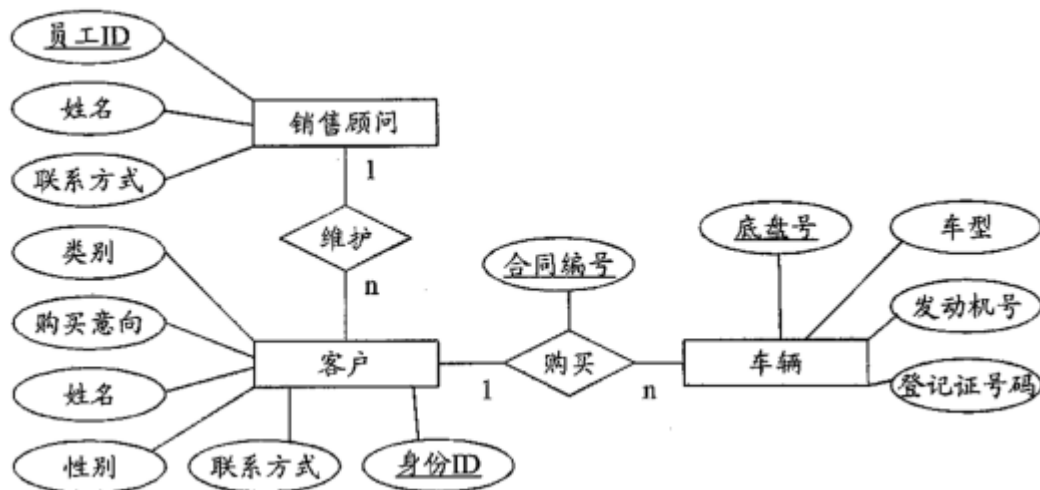 员工ID
姓名
销售顾问
联系方式
1
维护
类别
底盘号
车型
合同编号
n
购买意向
发动机号
客户
购买
车辆
1
n
姓名
登记证号码
性别
联系方式
身份ID